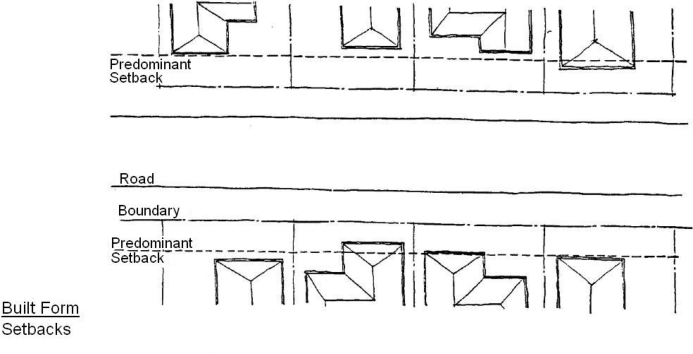 Predominant
Setback
Road
Boundary
Predominant
Setback
Built Form
Setbacks